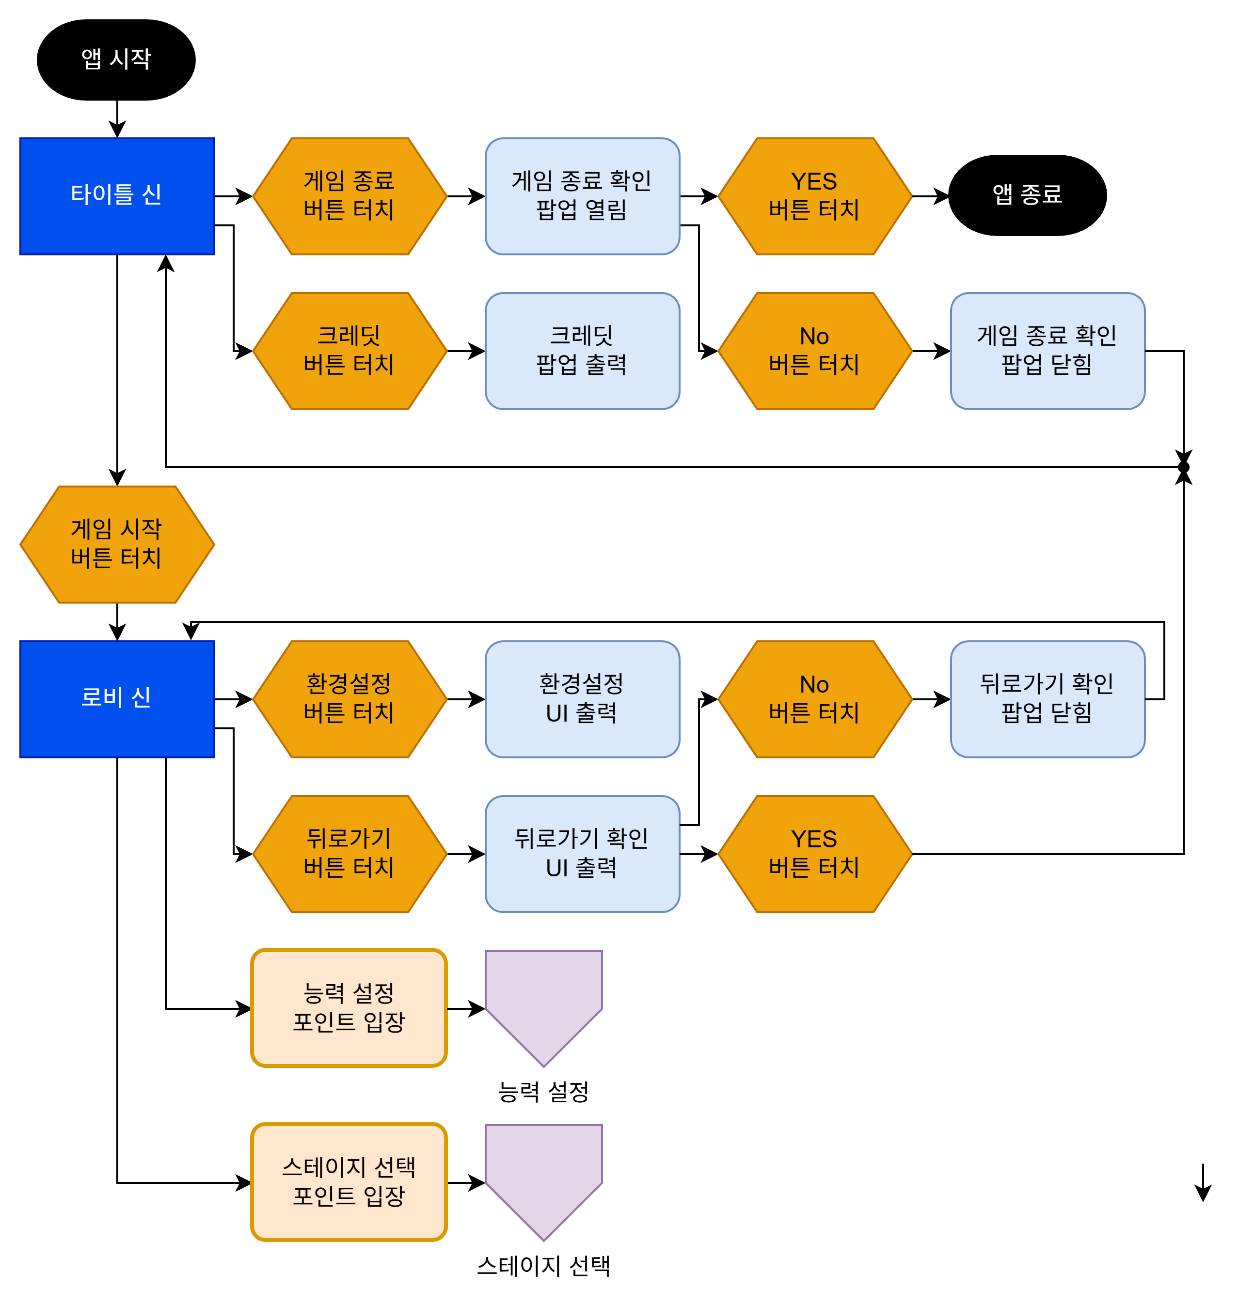 앱 시작
타이틀 신
게임 종료
버튼 터치
게임 종료 확인
팝업 열림
YES
버튼 터치
앱 종료
크레딧
버튼 터치
크레딧
팝업 출력
No
버튼 터치
게임 종료 확인
팝업 닫힘
게임 시작
버튼 터치
로비 신
환경설정
버튼 터치
환경설정
UI 출력
No
버튼 터치
뒤로가기 확인
팝업 닫힘
뒤로가기
버튼 터치
뒤로가기 확인
UI 출력
YES
버튼 터치
능력 설정
포인트 입장
능력 설정
스테이지 선택
포인트 입장
스테이지 선택